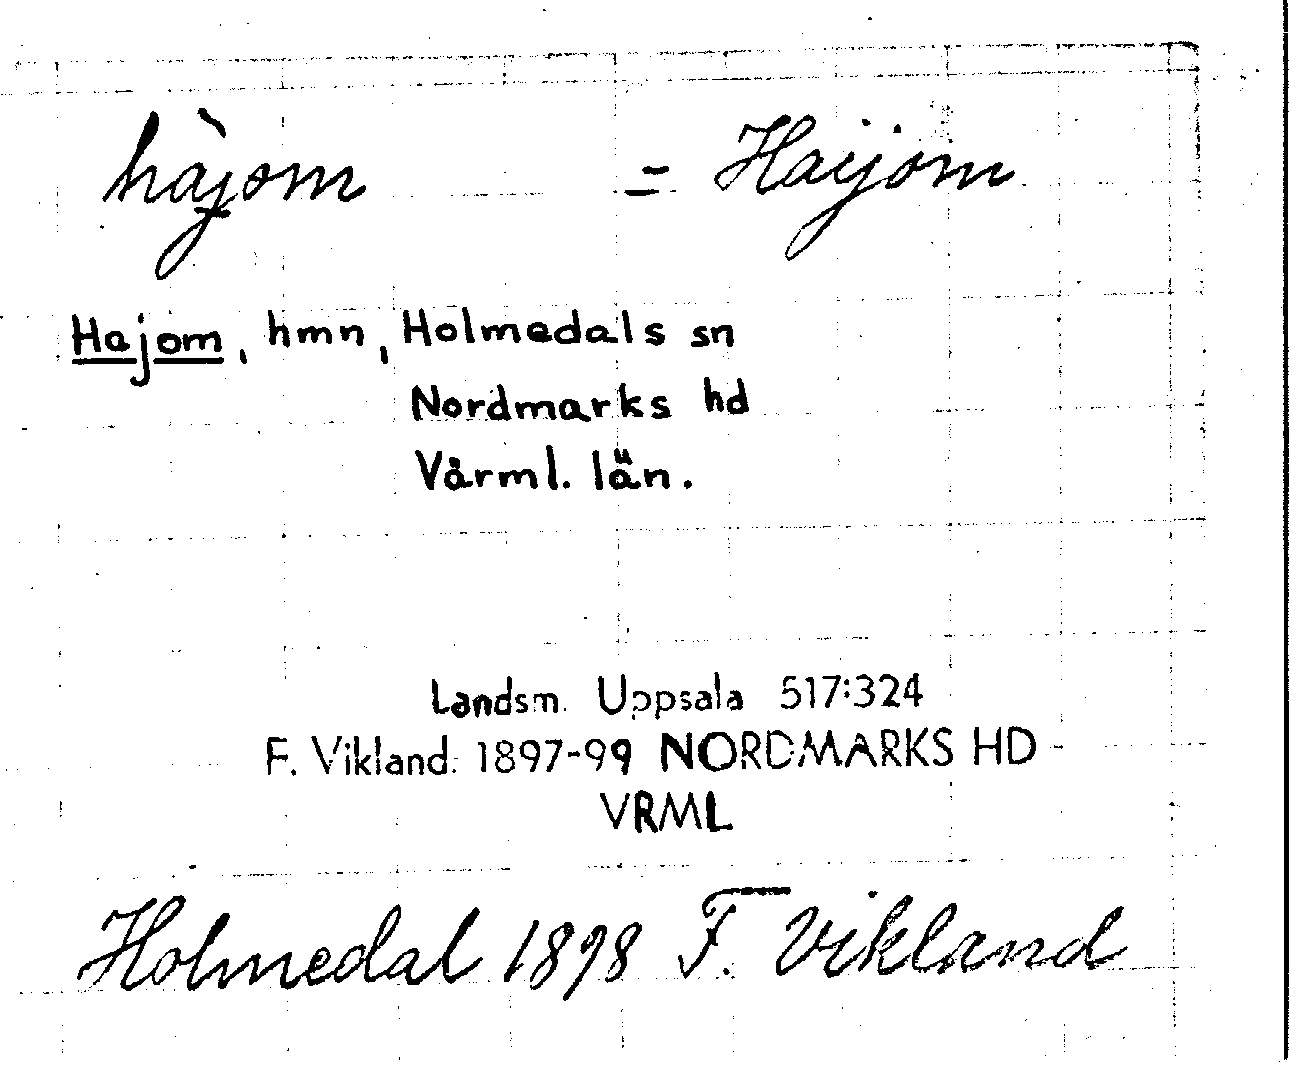 hàjom = Haijom
Hajom, hmn, Holmedals sn
Nordmarks hd
Värml. län.
Landsm. Uppsala 517:324
F. Vikland. 1897-99 NORDMARKS HD
VRML
Holmedal 1898 F. Vikland